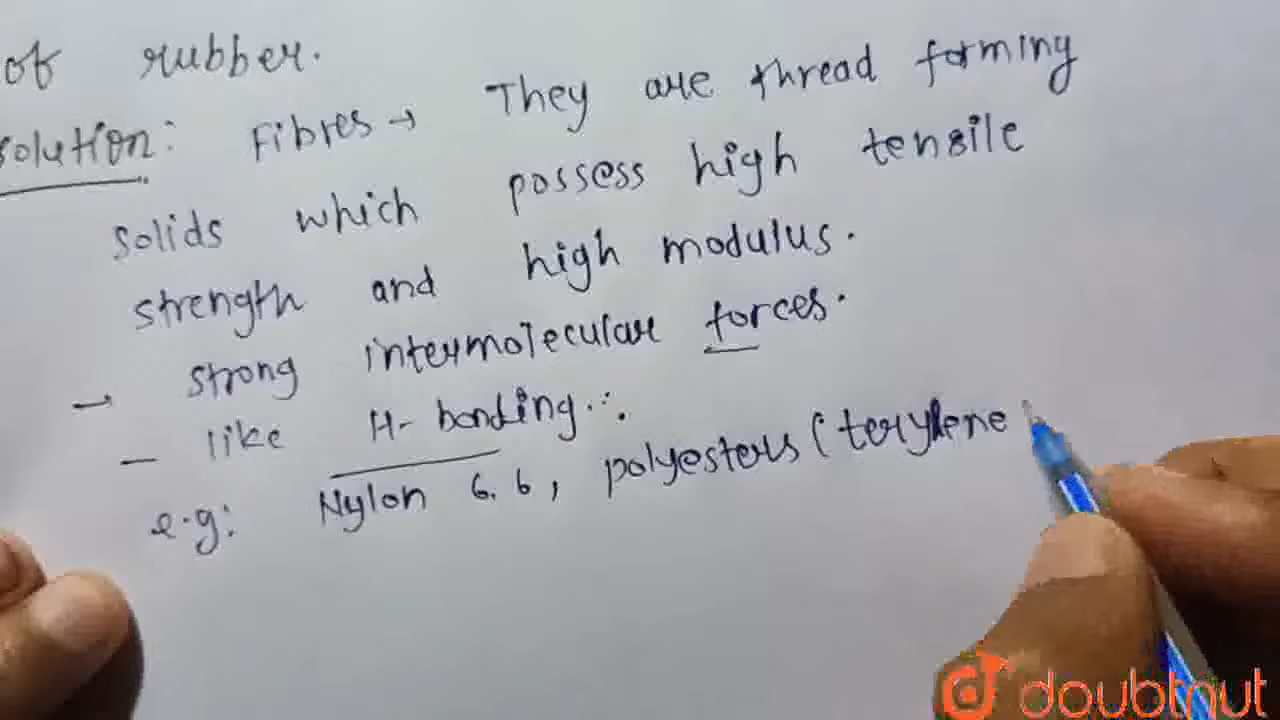 of rubber.
solution: Fibres → They are thread forming
solids which possess high tensile
strength and high modulus.
→ strong intermolecular forces.
– like H- bonding ∴.
e.g: Nylon 6.6, polyesters (terylene
doubtnut